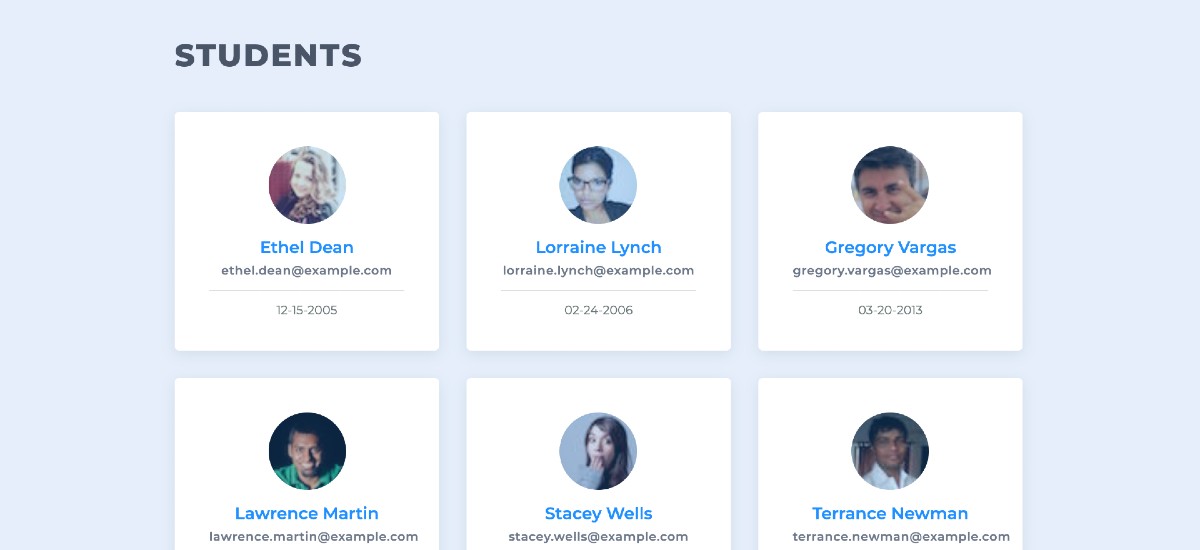 STUDENTS
Ethel Dean
ethel.dean@example.com
12-15-2005
Lorraine Lynch
lorraine.lynch@example.com
02-24-2006
Gregory Vargas
gregory.vargas@example.com
03-20-2013
Lawrence Martin
lawrence.martin@example.com
Stacey Wells
stacey.wells@example.com
Terrance Newman
terrance.newman@example.com